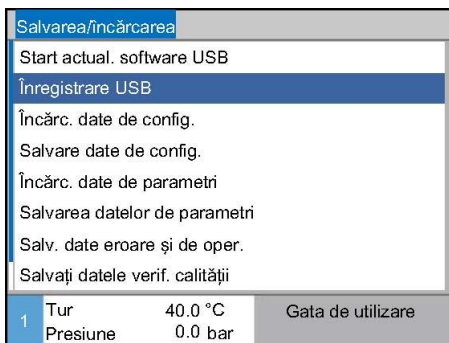 Salvarea/încărcarea
Start actual. software USB
Înregistrare USB
Încărc. date de config.
Salvare date de config.
Încărc. date de parametri
Salvarea datelor de parametri
Salv. date eroare și de oper.
Salvați datele verif. calității
1 Tur 40.0 °C Gata de utilizare
Presiune 0.0 bar